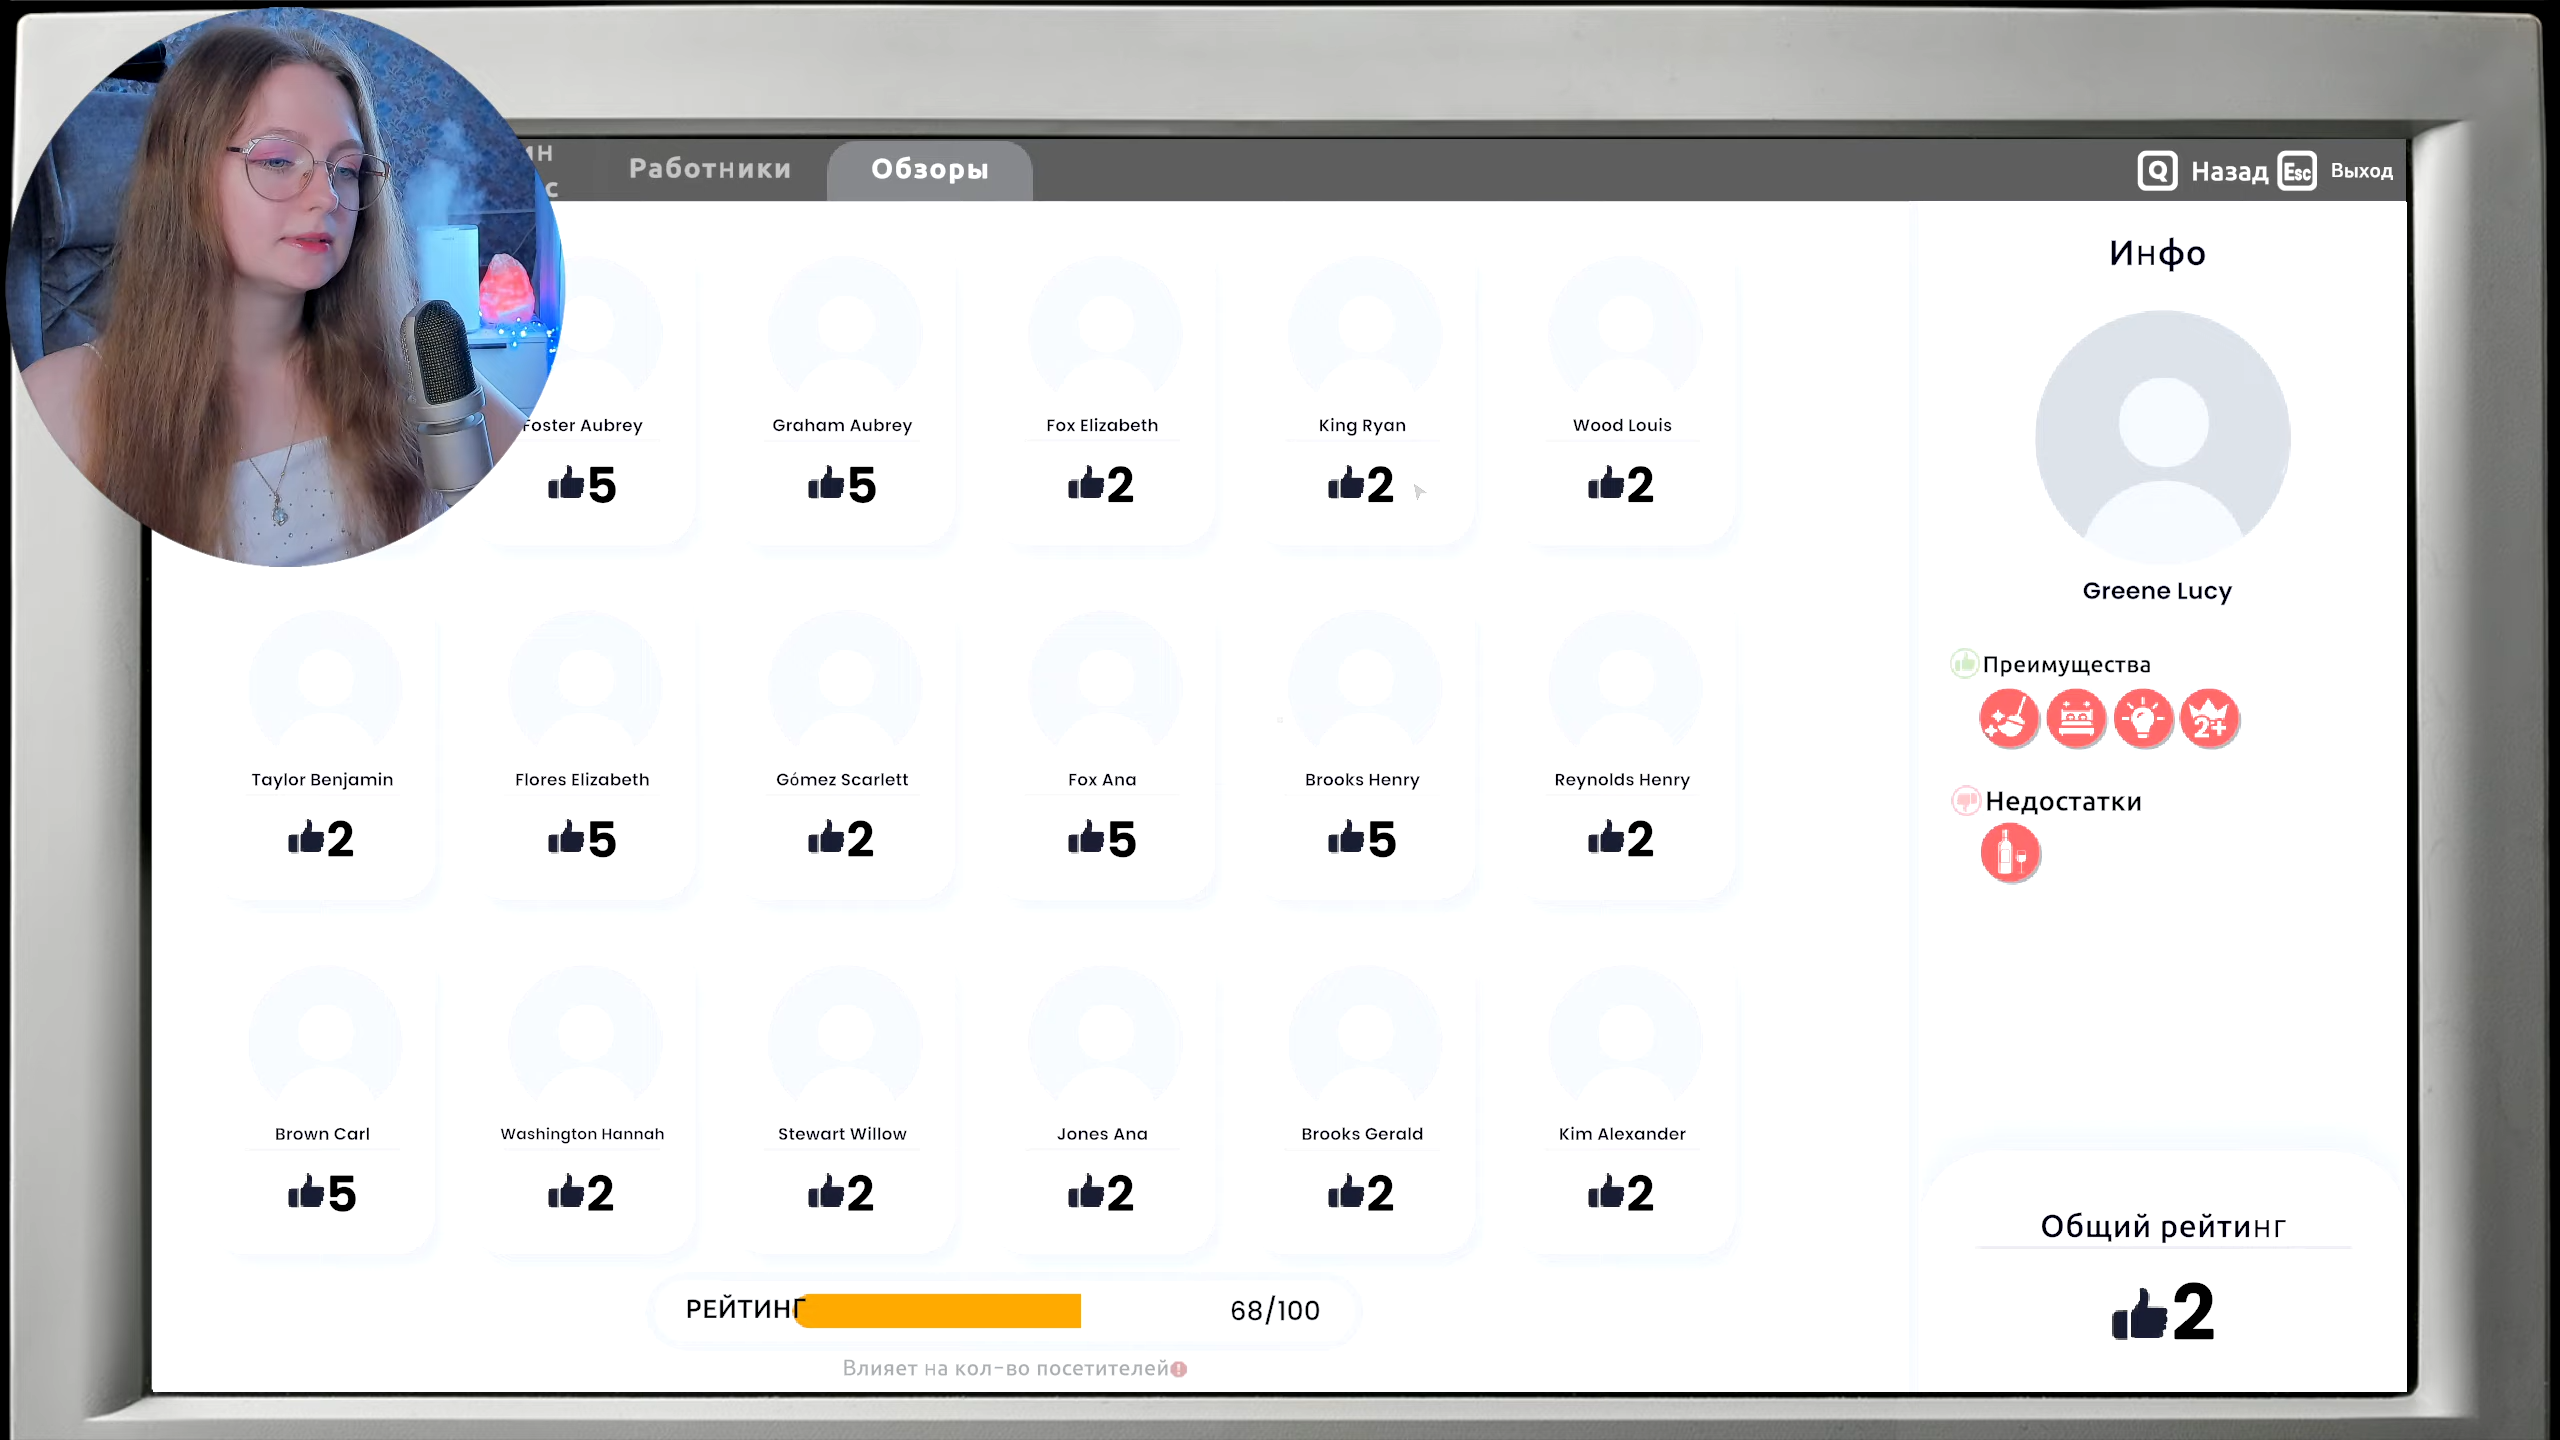 Работники
Обзоры
Q Назад Esc Выход
Foster Aubrey
Graham Aubrey
Fox Elizabeth
King Ryan
Wood Louis
5
5
2
2
2
Taylor Benjamin
Flores Elizabeth
Gómez Scarlett
Fox Ana
Brooks Henry
Reynolds Henry
2
5
2
5
5
2
Brown Carl
Washington Hannah
Stewart Willow
Jones Ana
Brooks Gerald
Kim Alexander
5
2
2
2
2
2
РЕЙТИНГ
68/100
Влияет на кол-во посетителей
Инфо
Greene Lucy
Преимущества
2+
Недостатки
Общий рейтинг
2